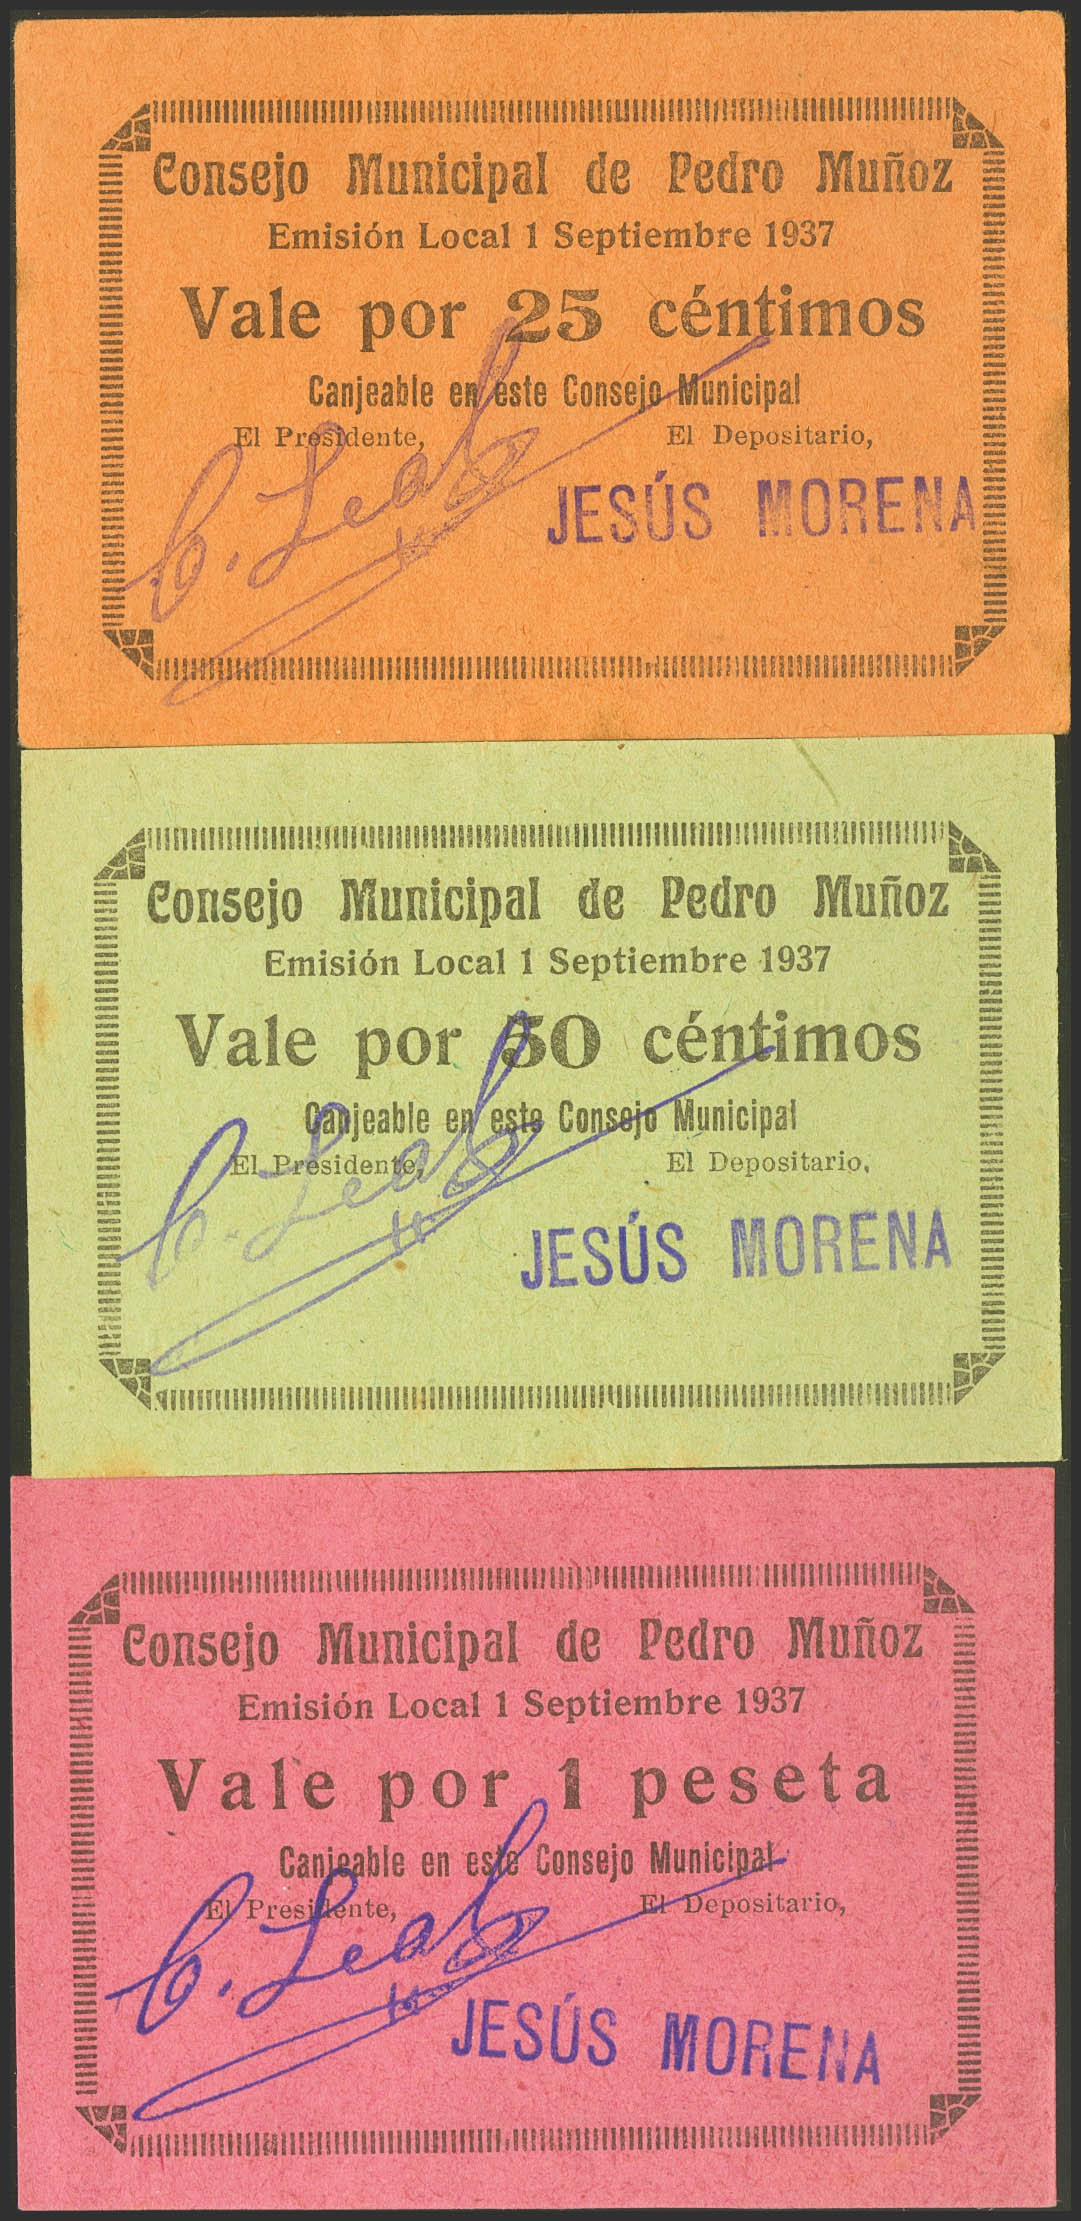 Consejo Municipal de Pedro Muñoz
Emisión Local 1 Septiembre 1937
Vale por 25 céntimos
Canjeable en este Consejo Municipal
El Presidente, El Depositario,
C. Leal
JESÚS MORENA
Consejo Municipal de Pedro Muñoz
Emisión Local 1 Septiembre 1937
Vale por 50 céntimos
Canjeable en este Consejo Municipal
El Presidente, El Depositario,
C. Leal
JESÚS MORENA
Consejo Municipal de Pedro Muñoz
Emisión Local 1 Septiembre 1937
Vale por 1 peseta
Canjeable en este Consejo Municipal
El Presidente, El Depositario,
C. Leal
JESÚS MORENA